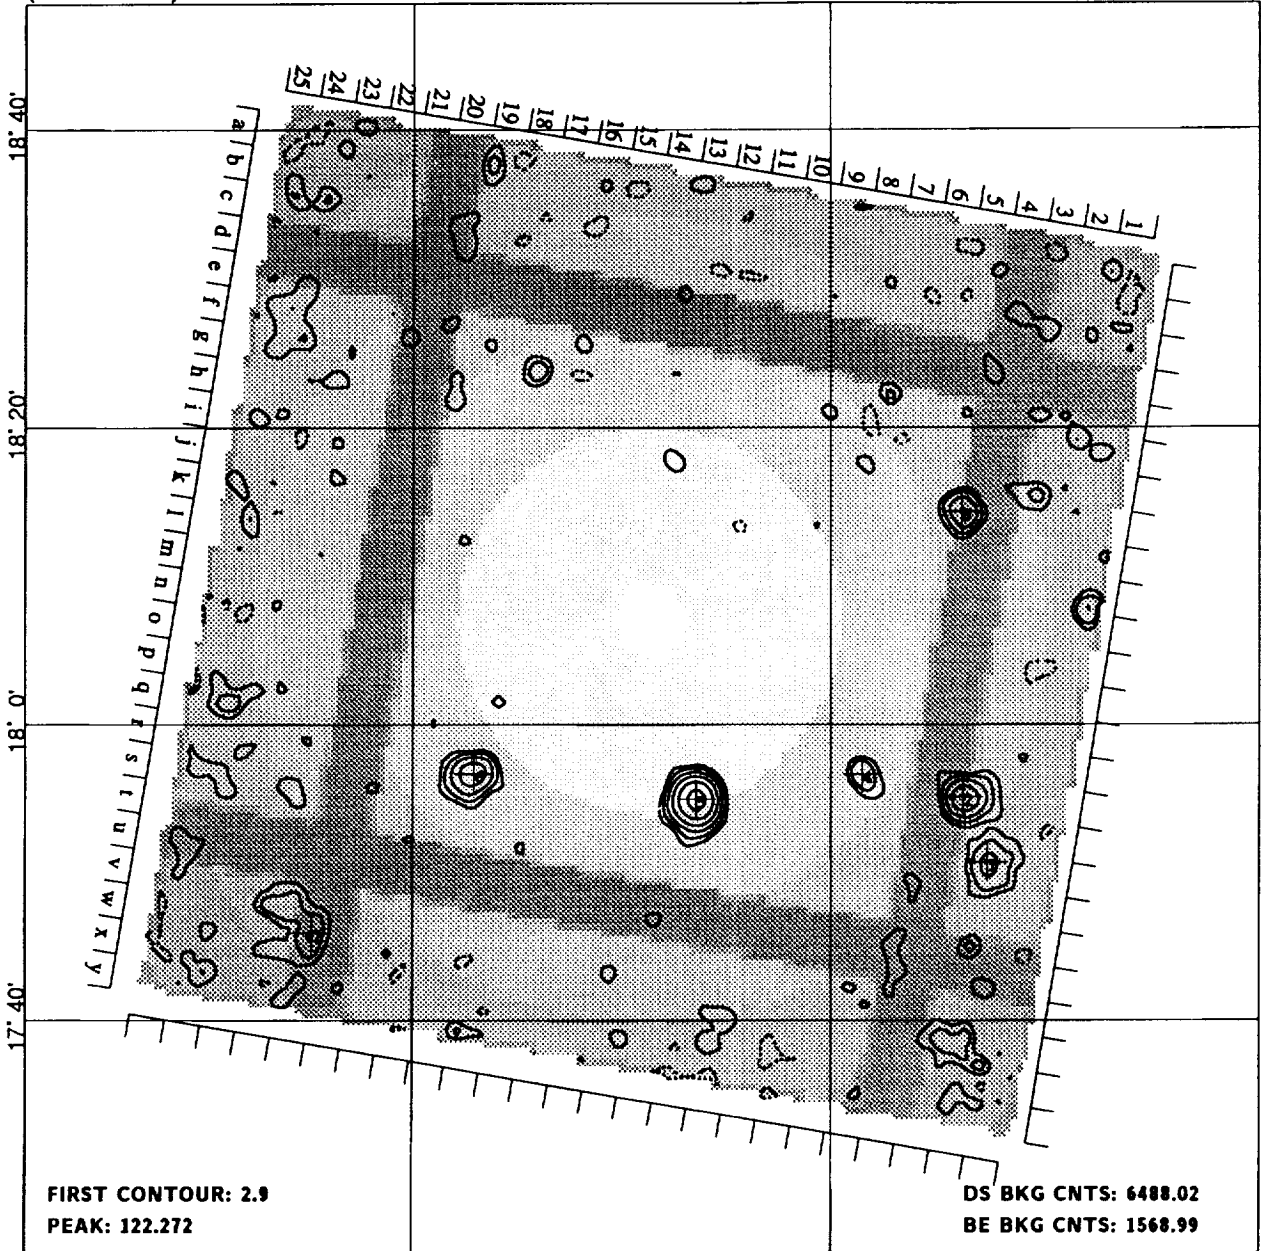 25 24 23 22 21 20 19 18 17 16 15 14 13 12 11 10 9 8 7 6 5 4 3 2 1
a b c d e f g h i j k l m n o p q r s t u v w x y
18° 40'
18° 20'
18° 0'
17° 40'
FIRST CONTOUR: 2.9
PEAK: 122.272
DS BKG CNTS: 6488.02
BE BKG CNTS: 1568.99